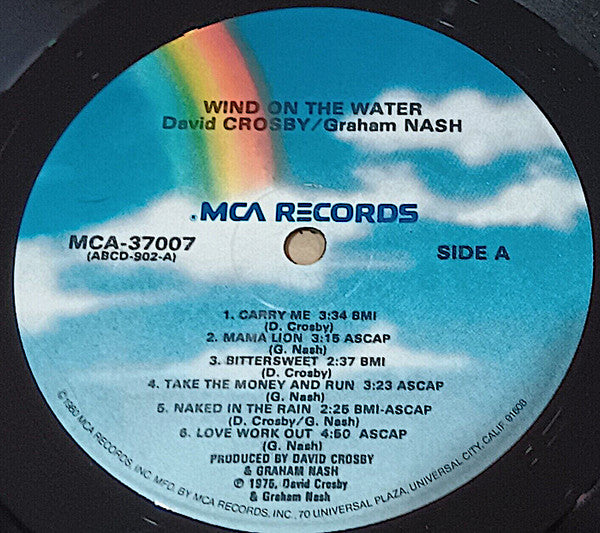 WIND ON THE WATER
David CROSBY/Graham NASH
MCA RECORDS
MCA-37007
(ABCD-902-A)
SIDE A
1. CARRY ME 3:34 BMI
(D. Crosby)
2. MAMA LION 3:15 ASCAP
(G. Nash)
3. BITTERSWEET 2:37 BMI
(D. Crosby)
4. TAKE THE MONEY AND RUN 3:23 ASCAP
(G. Nash)
5. NAKED IN THE RAIN 2:25 BMI-ASCAP
(D. Crosby/G. Nash)
6. LOVE WORK OUT 4:50 ASCAP
(G. Nash)
PRODUCED BY DAVID CROSBY
& GRAHAM NASH
℗ 1975, David Crosby
& Graham Nash
© 1980 MCA RECORDS, INC. MFD. BY MCA RECORDS, INC., 70 UNIVERSAL PLAZA, UNIVERSAL CITY, CALIF. 91608